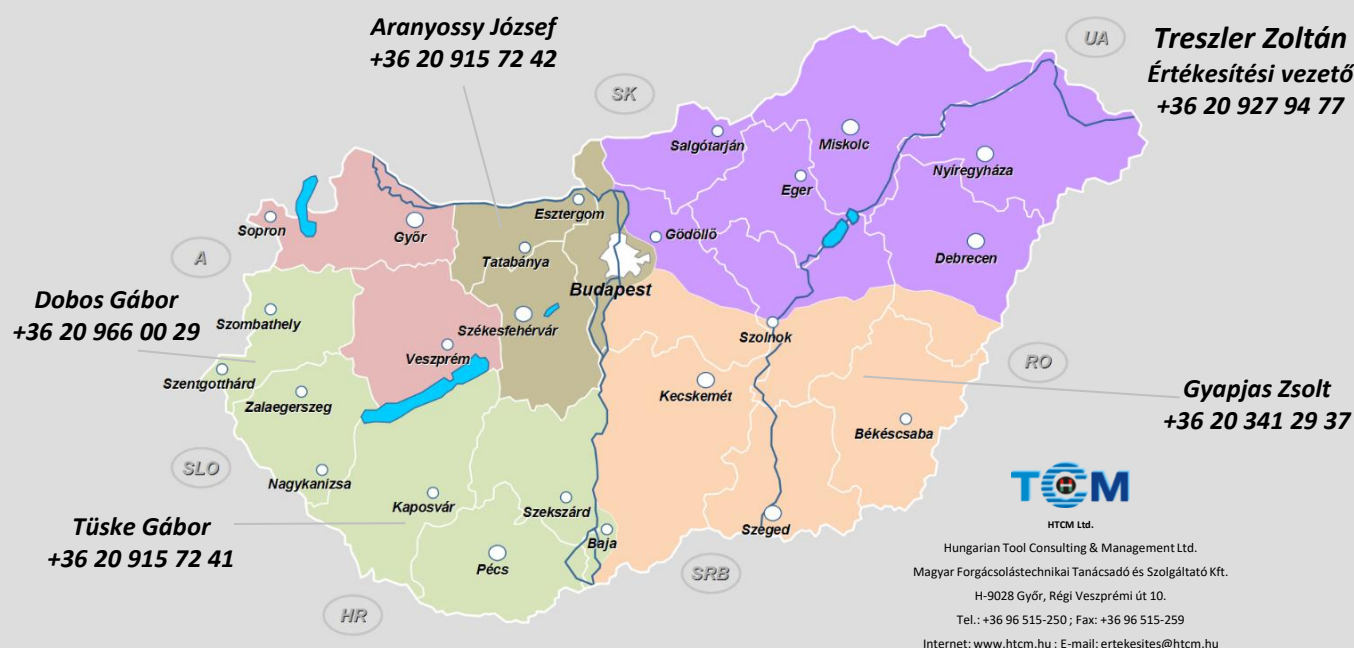 Aranyossy József
+36 20 915 72 42
Treszler Zoltán
Értékesítési vezető
+36 20 927 94 77
UA
SK
Salgótarján
Miskolc
Nyíregyháza
Eger
Esztergom
Sopron
Győr
Gödöllő
Tatabánya
Debrecen
A
Budapest
Dobos Gábor
+36 20 966 00 29
Szombathely
Székesfehérvár
Szolnok
Veszprém
RO
Szentgotthárd
Zalaegerszeg
Kecskemét
Gyapjas Zsolt
+36 20 341 29 37
Békéscsaba
SLO
Nagykanizsa
Kaposvár
Szekszárd
Tüske Gábor
+36 20 915 72 41
Szeged
Baja
Pécs
SRB
HR
TCM
H
HTCM Ltd.
Hungarian Tool Consulting & Management Ltd.
Magyar Forgácsolástechnikai Tanácsadó és Szolgáltató Kft.
H-9028 Győr, Régi Veszprémi út 10.
Tel.: +36 96 515-250 ; Fax: +36 96 515-259
Internet: www.htcm.hu ; E-mail: ertekesites@htcm.hu